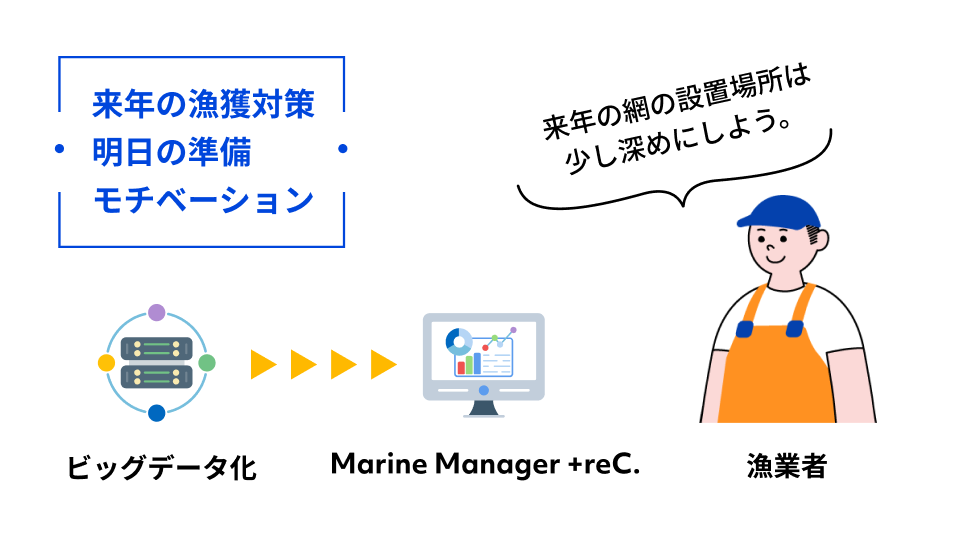 来年の漁獲対策
明日の準備
モチベーション
来年の網の設置場所は
少し深めにしよう。
ビッグデータ化
Marine Manager +reC.
漁業者